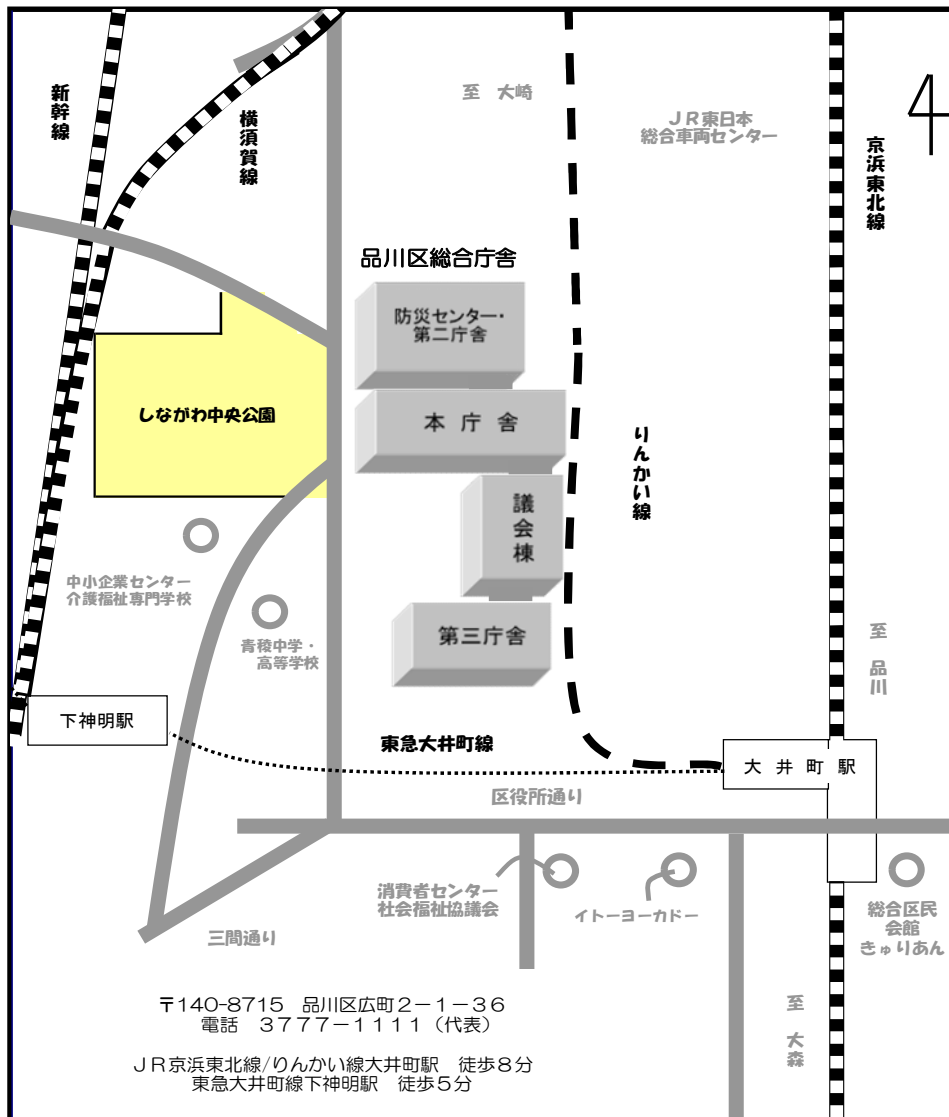 新幹線
横須賀線
至 大崎
JR東日本
総合車両センター
京浜東北線
4
品川区総合庁舎
防災センター・
第二庁舎
しながわ中央公園
本庁舎
りんかい線
議会棟
中小企業センター
介護福祉専門学校
青稜中学・
高等学校
第三庁舎
至 品川
下神明駅
東急大井町線
大井町駅
区役所通り
消費者センター
社会福祉協議会
イトーヨーカドー
総合区民
会館
きゅりあん
三間通り
至 大森
〒140-8715 品川区広町2-1-36
電話 3777-1111(代表)
JR京浜東北線/りんかい線大井町駅 徒歩8分
東急大井町線下神明駅 徒歩5分